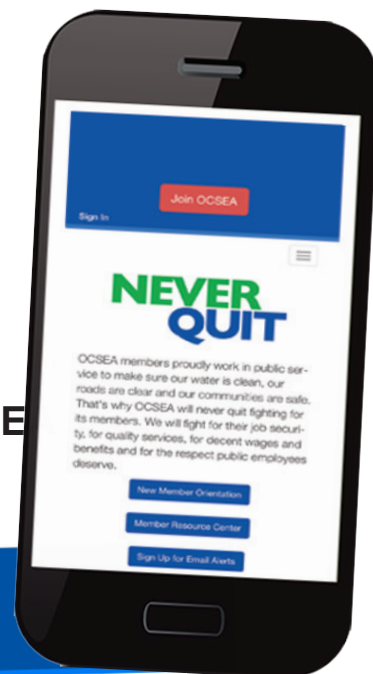 Join OCSEA
Sign In
NEVER
QUIT
OCSEA members proudly work in public ser-
vice to make sure our water is clean, our
roads are clear and our communities are safe.
That's why OCSEA will never quit fighting for
its members. We will fight for their job securi-
ty, for quality services, for decent wages and
benefits and for the respect public employees
deserve.
E
New Member Orientation
Member Resource Center
Sign Up for Email Alerts